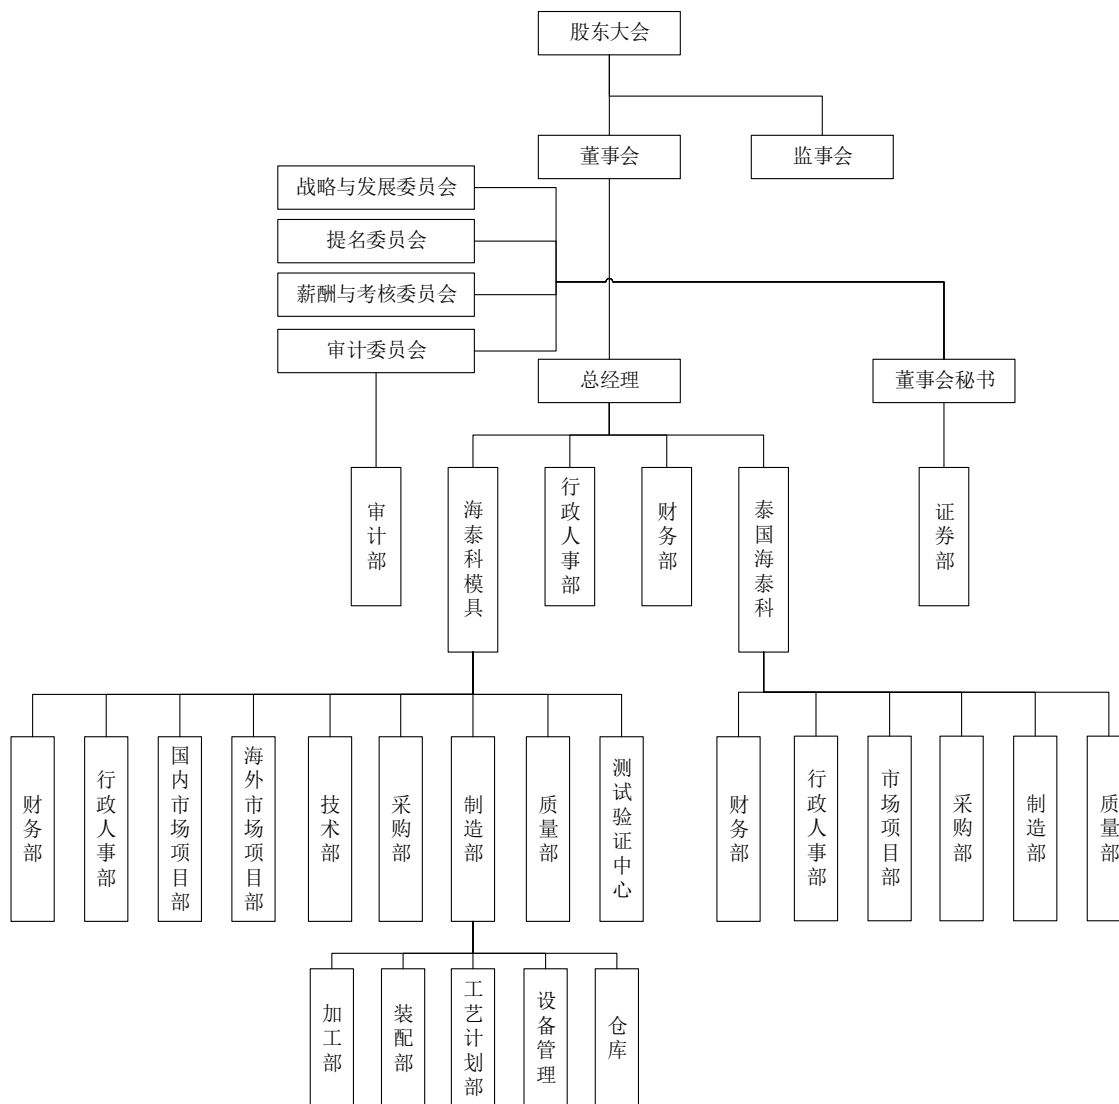 股东大会
董事会
监事会
战略与发展委员会
提名委员会
薪酬与考核委员会
审计委员会
总经理
董事会秘书
审计部
海泰科模具
行政人事部
财务部
泰国海泰科
证券部
财务部
行政人事部
国内市场项目部
海外市场项目部
技术部
采购部
制造部
质量部
测试验证中心
财务部
行政人事部
市场项目部
采购部
制造部
质量部
加工部
装配部
工艺计划部
设备管理
仓库